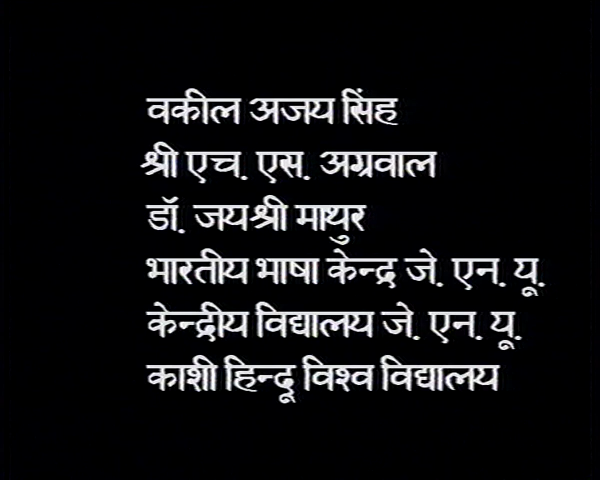 वकील अजय सिंह
श्री एच. एस. अग्रवाल
डॉ. जयश्री माथुर
भारतीय भाषा केन्द्र जे. एन. यू.
केन्द्रीय विद्यालय जे. एन. यू.
काशी हिन्दू विश्व विद्यालय